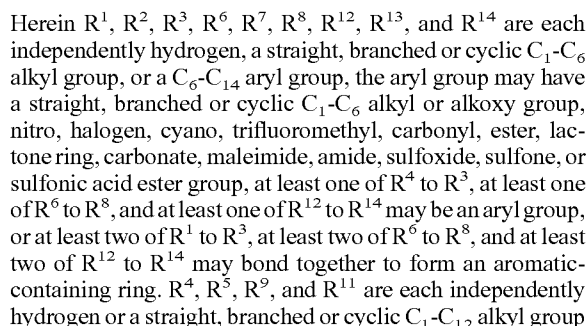 Herein R¹, R², R³, R⁶, R⁷, R⁸, R¹², R¹³, and R¹⁴ are each
independently hydrogen, a straight, branched or cyclic C₁-C₆
alkyl group, or a C₆-C₁₄ aryl group, the aryl group may have
a straight, branched or cyclic C₁-C₆ alkyl or alkoxy group,
nitro, halogen, cyano, trifluoromethyl, carbonyl, ester, lac-
tone ring, carbonate, maleimide, amide, sulfoxide, sulfone, or
sulfonic acid ester group, at least one of R⁴ to R³, at least one
of R⁶ to R⁸, and at least one of R¹² to R¹⁴ may be an aryl group,
or at least two of R¹ to R³, at least two of R⁶ to R⁸, and at least
two of R¹² to R¹⁴ may bond together to form an aromatic-
containing ring. R⁴, R⁵, R⁹, and R¹¹ are each independently
hydrogen or a straight, branched or cyclic C₁-C₁₂ alkyl group